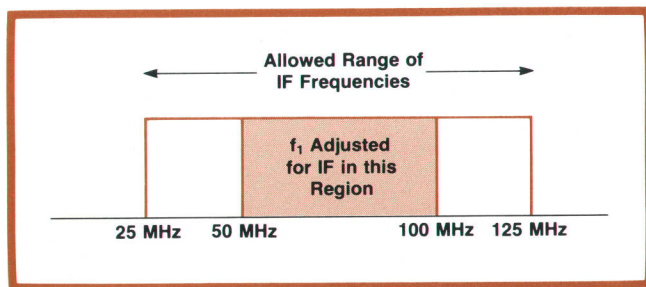 Allowed Range of
IF Frequencies
f₁ Adjusted
for IF in this
Region
25 MHz 50 MHz 100 MHz 125 MHz